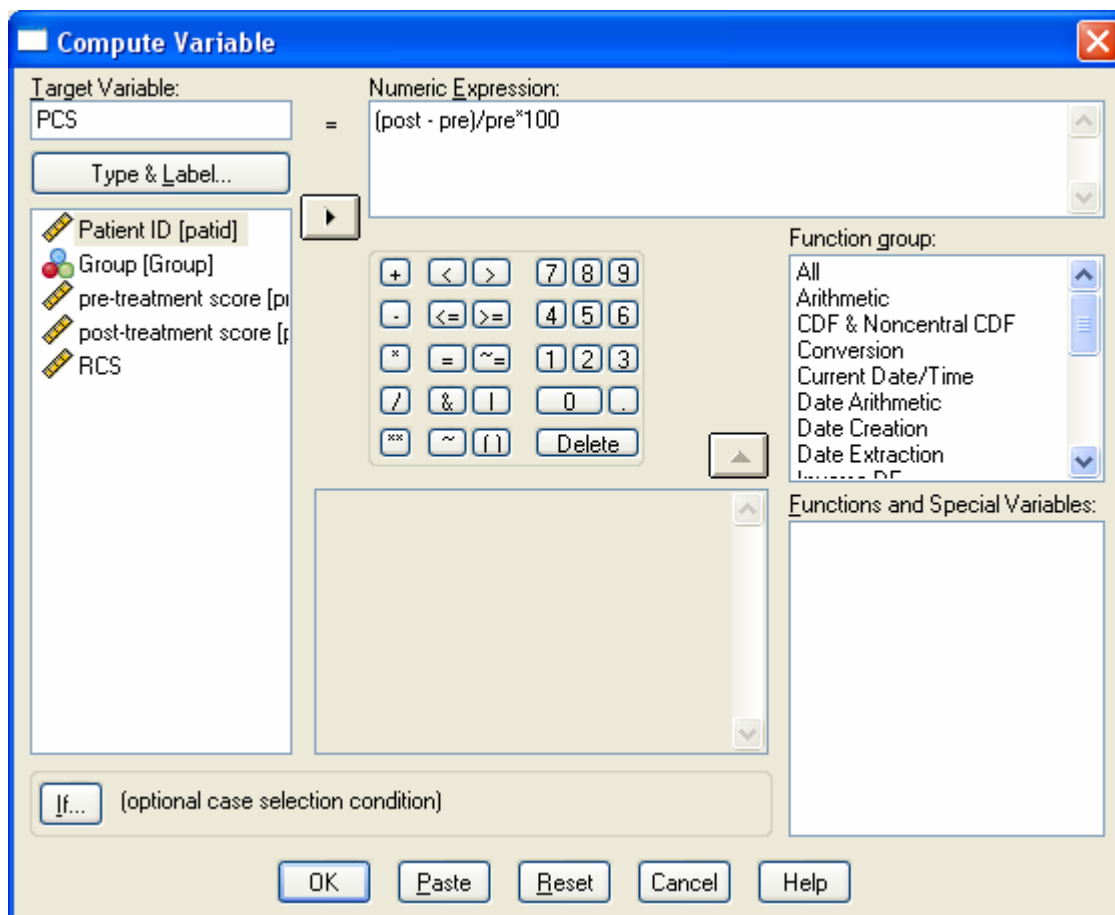 Compute Variable
Target Variable:
Numeric Expression:
PCS
=
(post - pre)/pre*100
Type & Label...
Patient ID [patid]
Group [Group]
pre-treatment score [pr
post-treatment score [p
RCS
+ < > 7 8 9
- <= >= 4 5 6
* = ~= 1 2 3
/ & | 0 .
** ~ ( ) Delete
Function group:
All
Arithmetic
CDF & Noncentral CDF
Conversion
Current Date/Time
Date Arithmetic
Date Creation
Date Extraction
Inverse DF
Functions and Special Variables:
If... (optional case selection condition)
OK Paste Reset Cancel Help